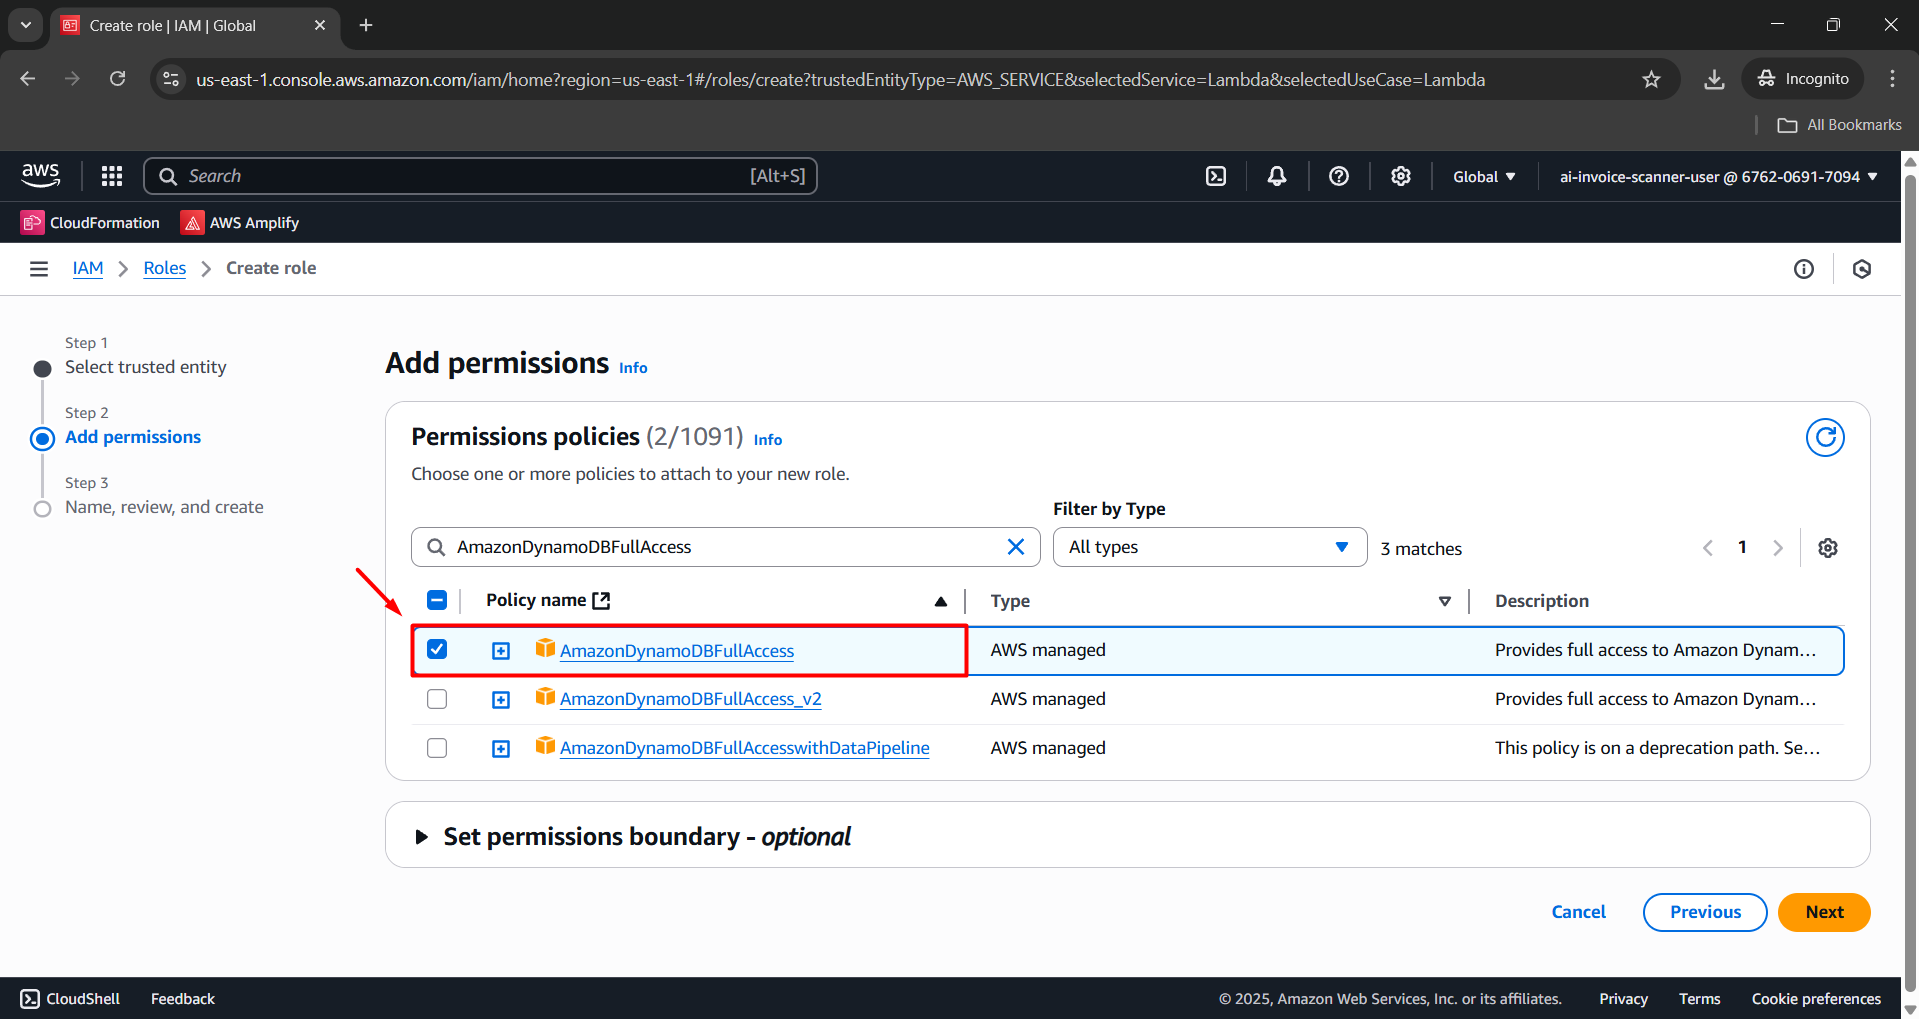 Create role | IAM | Global
us-east-1.console.aws.amazon.com/iam/home?region=us-east-1#/roles/create?trustedEntityType=AWS_SERVICE&selectedService=Lambda&selectedUseCase=Lambda
Incognito
All Bookmarks
aws
Search
[Alt+S]
Global
ai-invoice-scanner-user @ 6762-0691-7094
CloudFormation
AWS Amplify
IAM
Roles
Create role
Step 1
Select trusted entity
Step 2
Add permissions
Step 3
Name, review, and create
Add permissions Info
Permissions policies (2/1091) Info
Choose one or more policies to attach to your new role.
Filter by Type
AmazonDynamoDBFullAccess
All types
3 matches
1
Policy name
Type
Description
AmazonDynamoDBFullAccess
AWS managed
Provides full access to Amazon Dynam…
AmazonDynamoDBFullAccess_v2
AWS managed
Provides full access to Amazon Dynam…
AmazonDynamoDBFullAccesswithDataPipeline
AWS managed
This policy is on a deprecation path. Se…
Set permissions boundary - optional
Cancel
Previous
Next
CloudShell
Feedback
© 2025, Amazon Web Services, Inc. or its affiliates.
Privacy
Terms
Cookie preferences